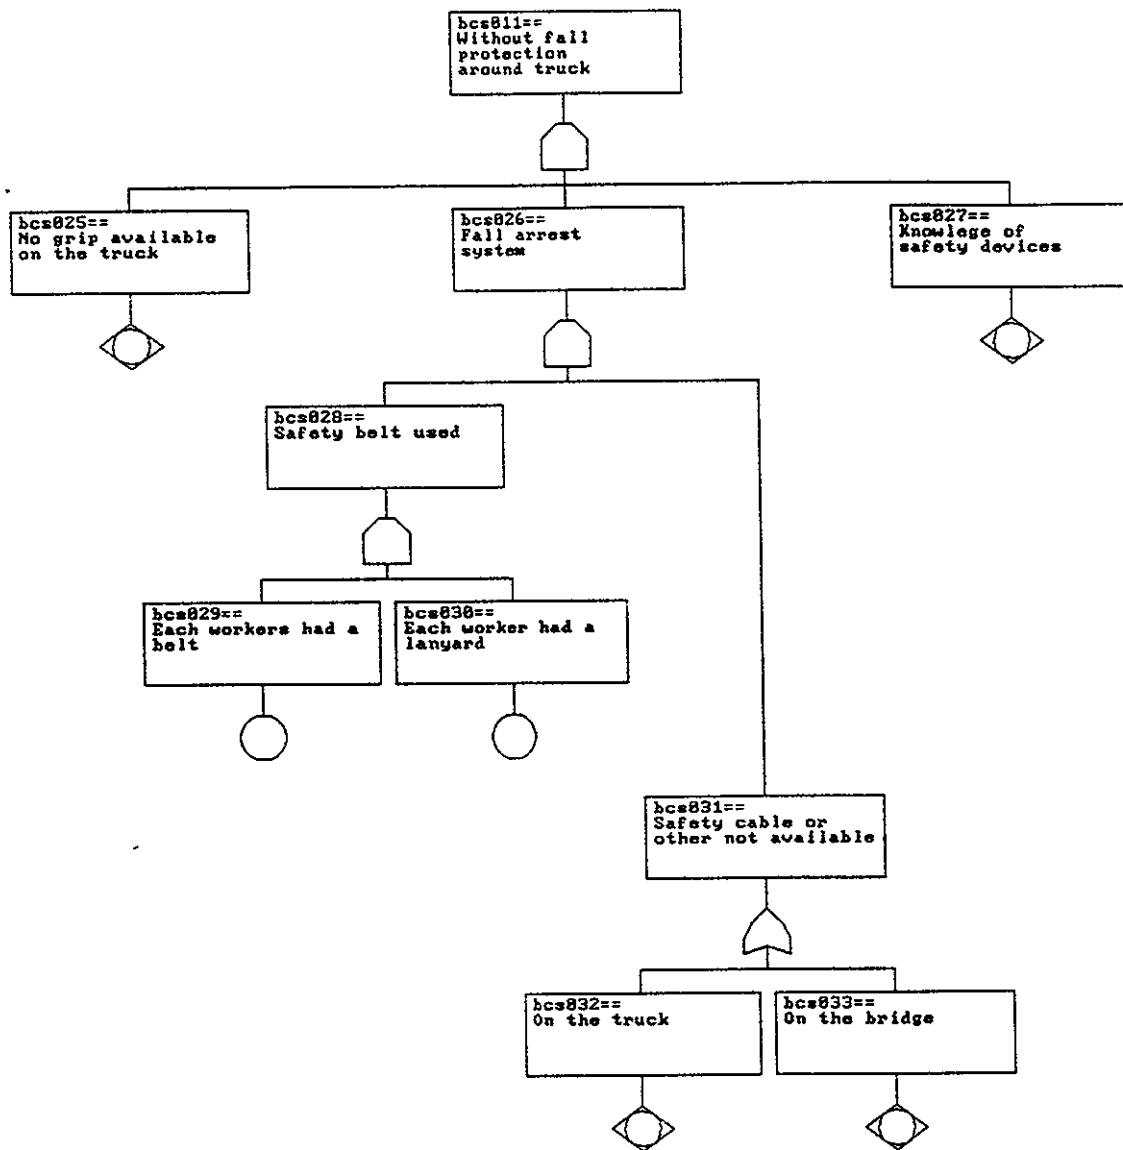 bcs011==
Without fall
protection
around truck
bcs025==
No grip available
on the truck
bcs026==
Fall arrest
system
bcs027==
Knowlege of
safety devices
bcs028==
Safety belt used
bcs029==
Each workers had a
belt
bcs030==
Each worker had a
lanyard
bcs031==
Safety cable or
other not available
bcs032==
On the truck
bcs033==
On the bridge